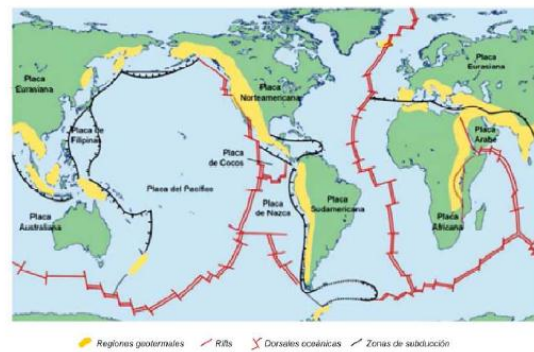 Placa
Eurasiana
Placa de
Filipinas
Placa
Australiana
Placa del Pacífico
Placa
Norteamericana
Placa
de Cocos
Placa
de Nazca
Placa
Sudamericana
Placa
Eurasiana
Placa
Arabe
Placa
Africana
Regiones geotermales
Rifts
Dorsales oceánicas
Zonas de subducción